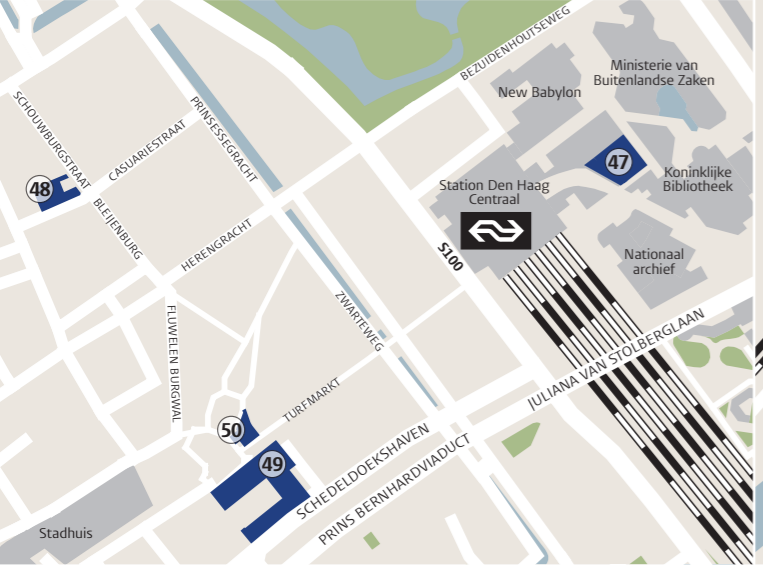 BEZUIDENHOUTSEWEG
Ministerie van
Buitenlandse Zaken
New Babylon
SCHOUWBURGSTRAAT
PRINSESSEGRACHT
CASUARIESTRAAT
47
Koninklijke
Bibliotheek
48
Station Den Haag
Centraal
BLEIJENBURG
HERENGRACHT
S100
Nationaal
archief
ZWARTEWEG
FLUWELEN BURGWAL
JULIANA VAN STOLBERGLAAN
TURFMARKT
50
49
SCHEDELDOEKSHAVEN
PRINS BERNHARDVIADUCT
Stadhuis